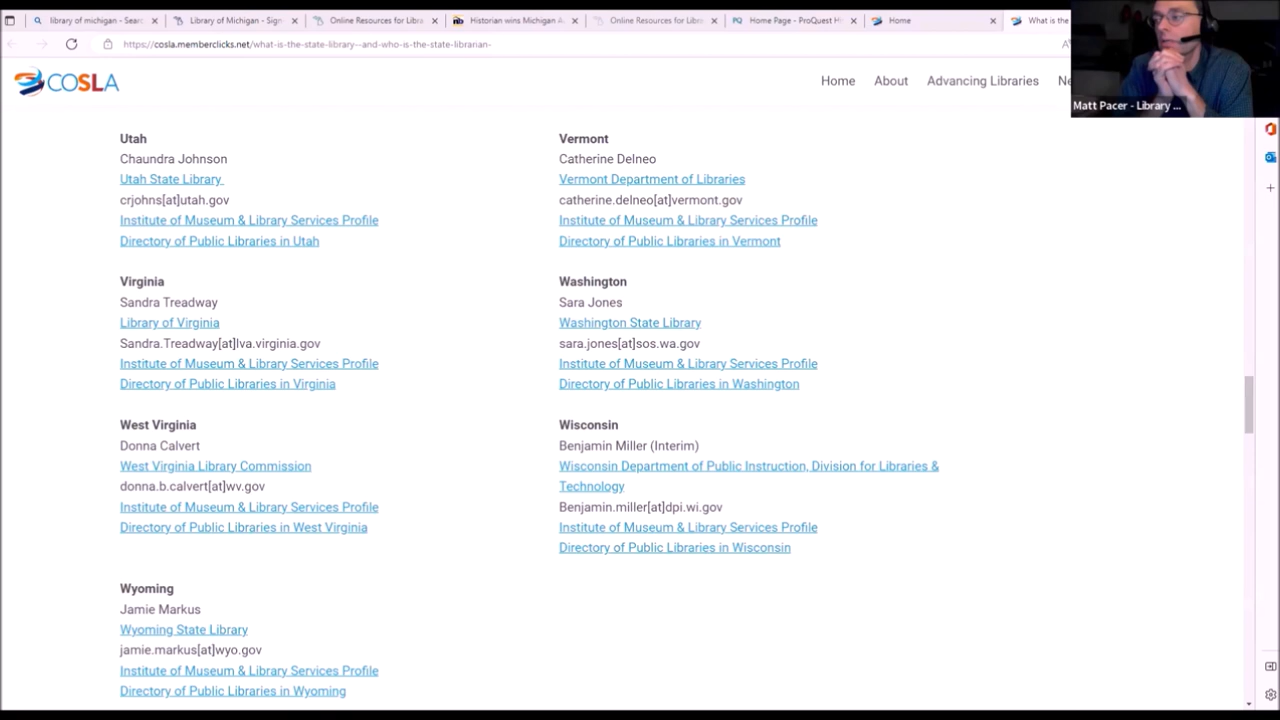 library of michigan - Searc
Library of Michigan - Sign
Online Resources for Libra
Historian wins Michigan A
Online Resources for Libra
Home Page - ProQuest H
Home
What is the
https://cosla.memberclicks.net/what-is-the-state-library--and-who-is-the-state-librarian-
COSLA
Home
About
Advancing Libraries
Ne
Matt Pacer - Library ...
Utah
Chaundra Johnson
Utah State Library
crjohns[at]utah.gov
Institute of Museum & Library Services Profile
Directory of Public Libraries in Utah
Vermont
Catherine Delneo
Vermont Department of Libraries
catherine.delneo[at]vermont.gov
Institute of Museum & Library Services Profile
Directory of Public Libraries in Vermont
Virginia
Sandra Treadway
Library of Virginia
Sandra.Treadway[at]lva.virginia.gov
Institute of Museum & Library Services Profile
Directory of Public Libraries in Virginia
Washington
Sara Jones
Washington State Library
sara.jones[at]sos.wa.gov
Institute of Museum & Library Services Profile
Directory of Public Libraries in Washington
West Virginia
Donna Calvert
West Virginia Library Commission
donna.b.calvert[at]wv.gov
Institute of Museum & Library Services Profile
Directory of Public Libraries in West Virginia
Wisconsin
Benjamin Miller (Interim)
Wisconsin Department of Public Instruction, Division for Libraries &
Technology
Benjamin.miller[at]dpi.wi.gov
Institute of Museum & Library Services Profile
Directory of Public Libraries in Wisconsin
Wyoming
Jamie Markus
Wyoming State Library
jamie.markus[at]wyo.gov
Institute of Museum & Library Services Profile
Directory of Public Libraries in Wyoming